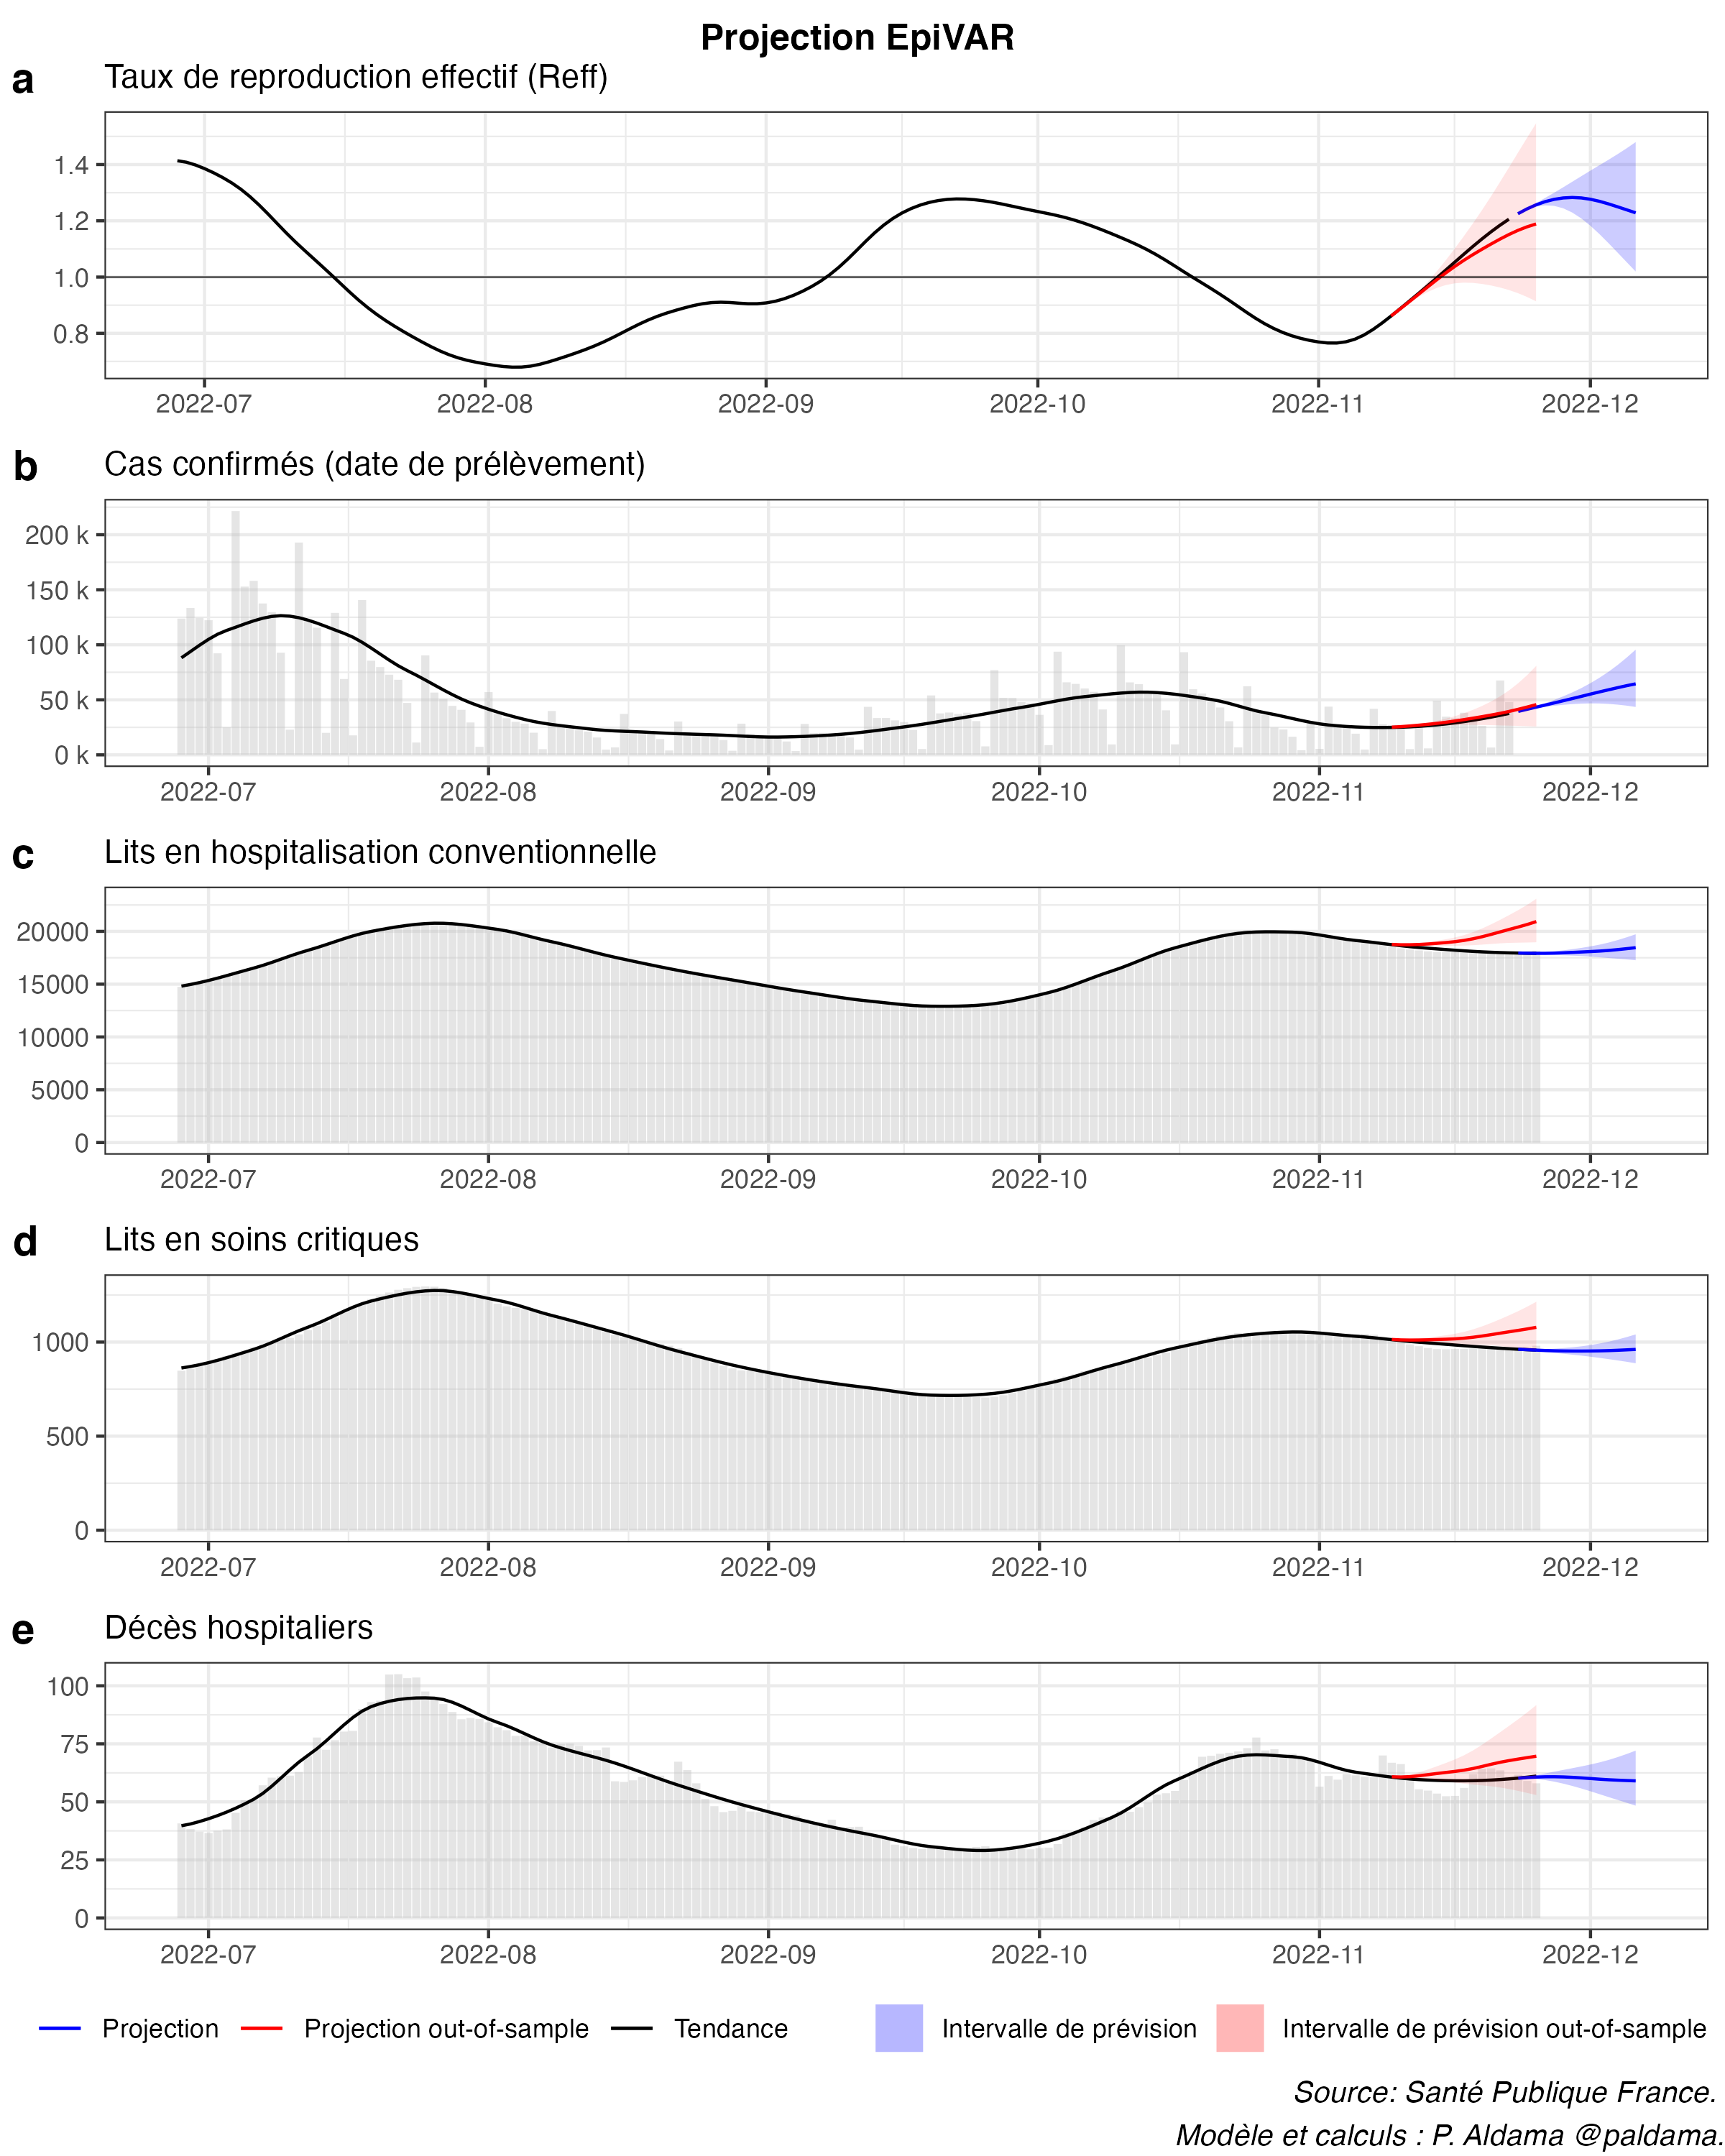 Projection EpiVAR
a Taux de reproduction effectif (Reff)
1.4
1.2
1.0
0.8
2022-07 2022-08 2022-09 2022-10 2022-11 2022-12
b Cas confirmés (date de prélèvement)
200 k
150 k
100 k
50 k
0 k
2022-07 2022-08 2022-09 2022-10 2022-11 2022-12
c Lits en hospitalisation conventionnelle
20000
15000
10000
5000
0
2022-07 2022-08 2022-09 2022-10 2022-11 2022-12
d Lits en soins critiques
1000
500
0
2022-07 2022-08 2022-09 2022-10 2022-11 2022-12
e Décès hospitaliers
100
75
50
25
0
2022-07 2022-08 2022-09 2022-10 2022-11 2022-12
Projection Projection out-of-sample Tendance Intervalle de prévision Intervalle de prévision out-of-sample
Source: Santé Publique France.
Modèle et calculs : P. Aldama @paldama.